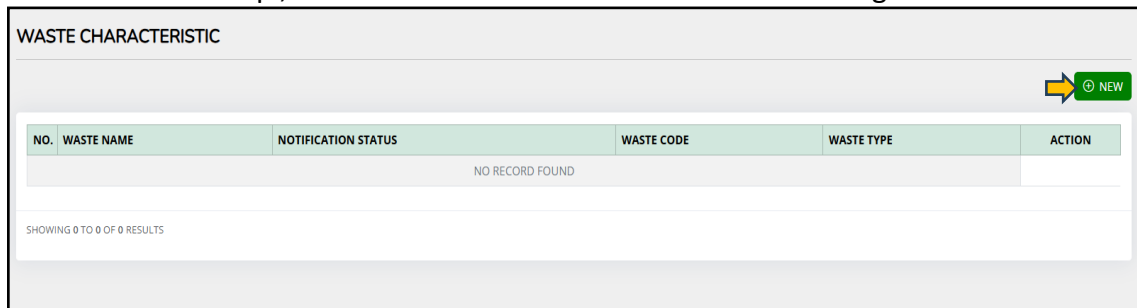 WASTE CHARACTERISTIC
NEW
NO. WASTE NAME NOTIFICATION STATUS WASTE CODE WASTE TYPE ACTION
NO RECORD FOUND
SHOWING 0 TO 0 OF 0 RESULTS